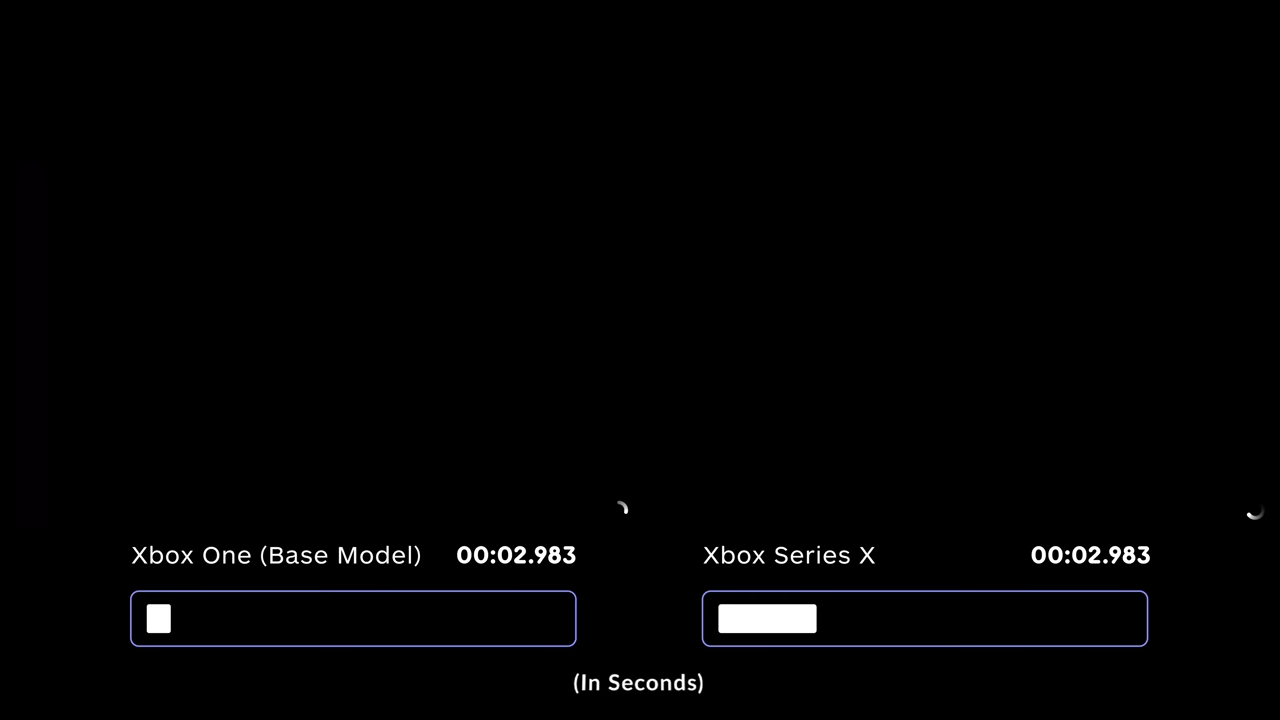 Xbox One (Base Model) 00:02.983
Xbox Series X 00:02.983
(In Seconds)